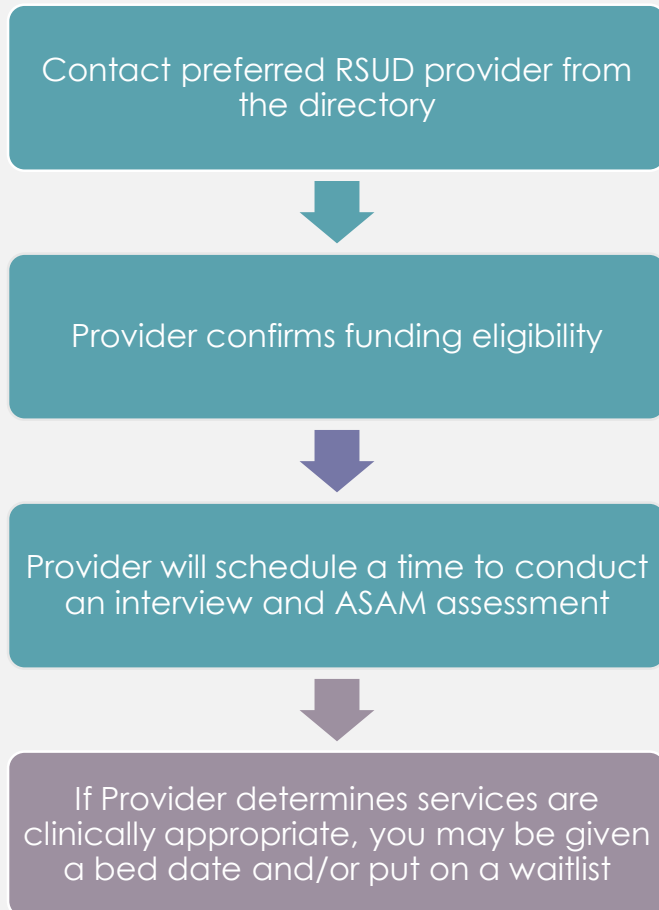 Contact preferred RSUD provider from
the directory
Provider confirms funding eligibility
Provider will schedule a time to conduct
an interview and ASAM assessment
If Provider determines services are
clinically appropriate, you may be given
a bed date and/or put on a waitlist